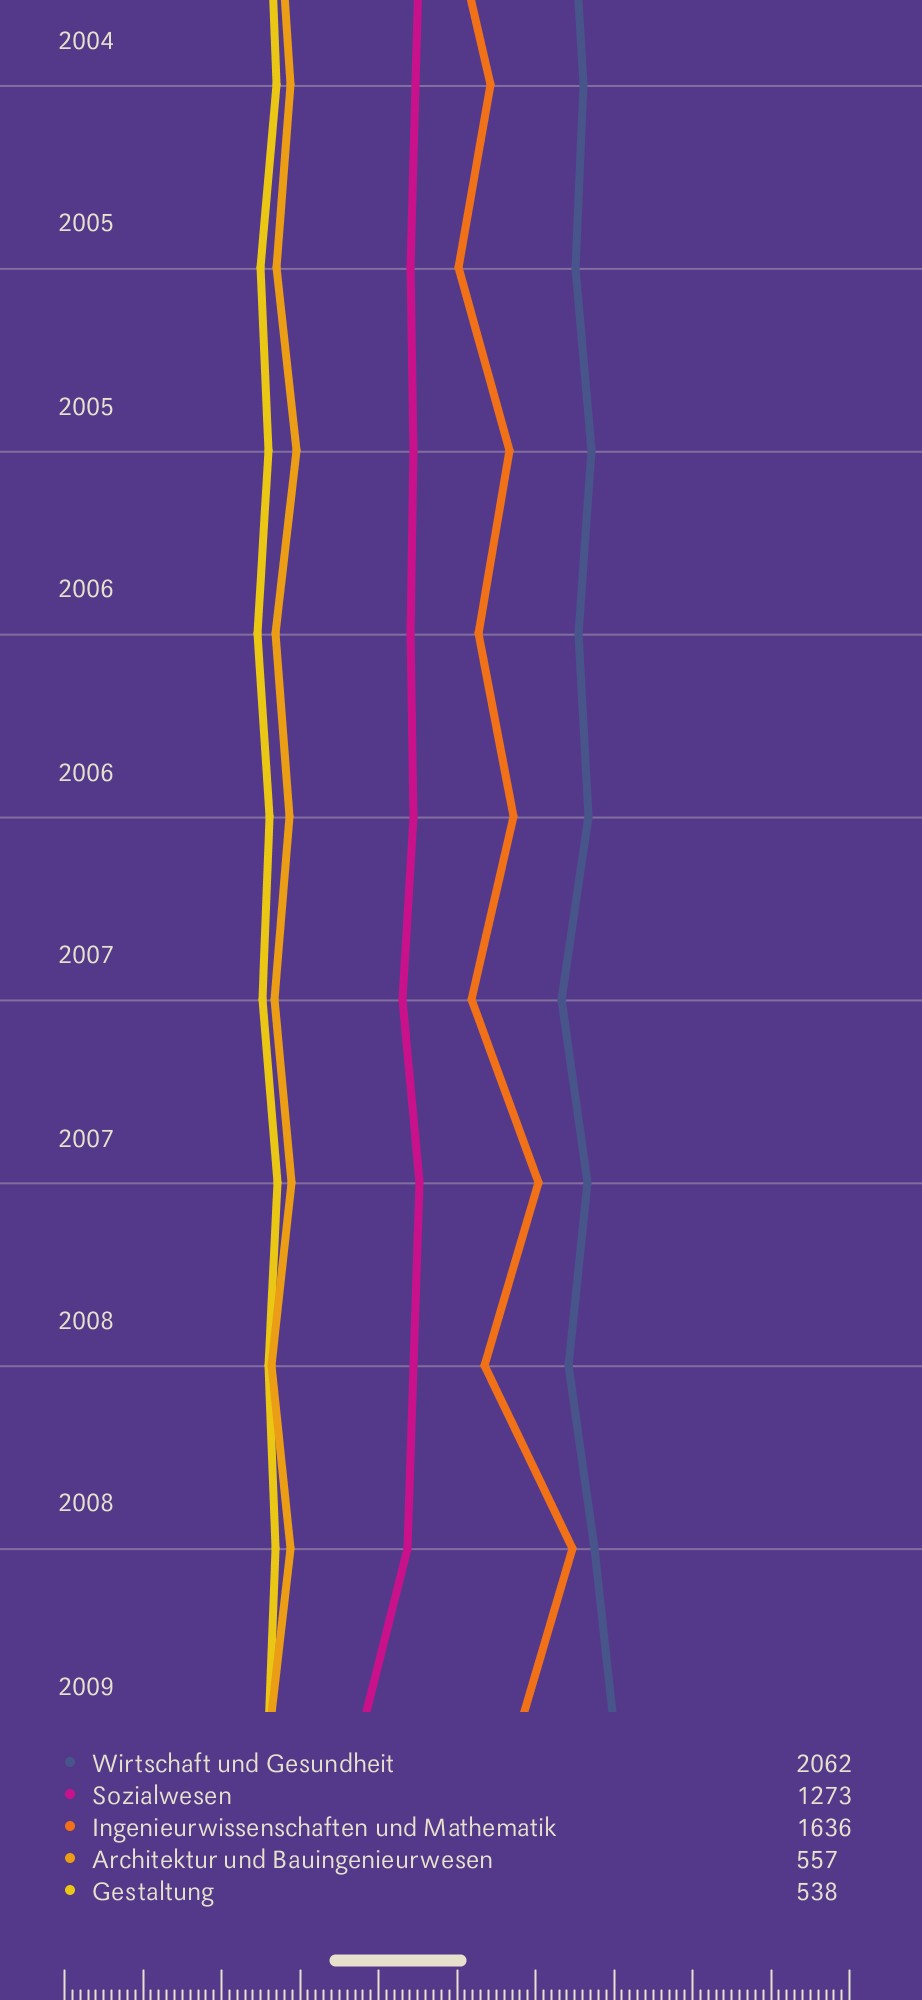 2004
2005
2005
2006
2006
2007
2007
2008
2008
2009
Wirtschaft und Gesundheit 2062
Sozialwesen 1273
Ingenieurwissenschaften und Mathematik 1636
Architektur und Bauingenieurwesen 557
Gestaltung 538